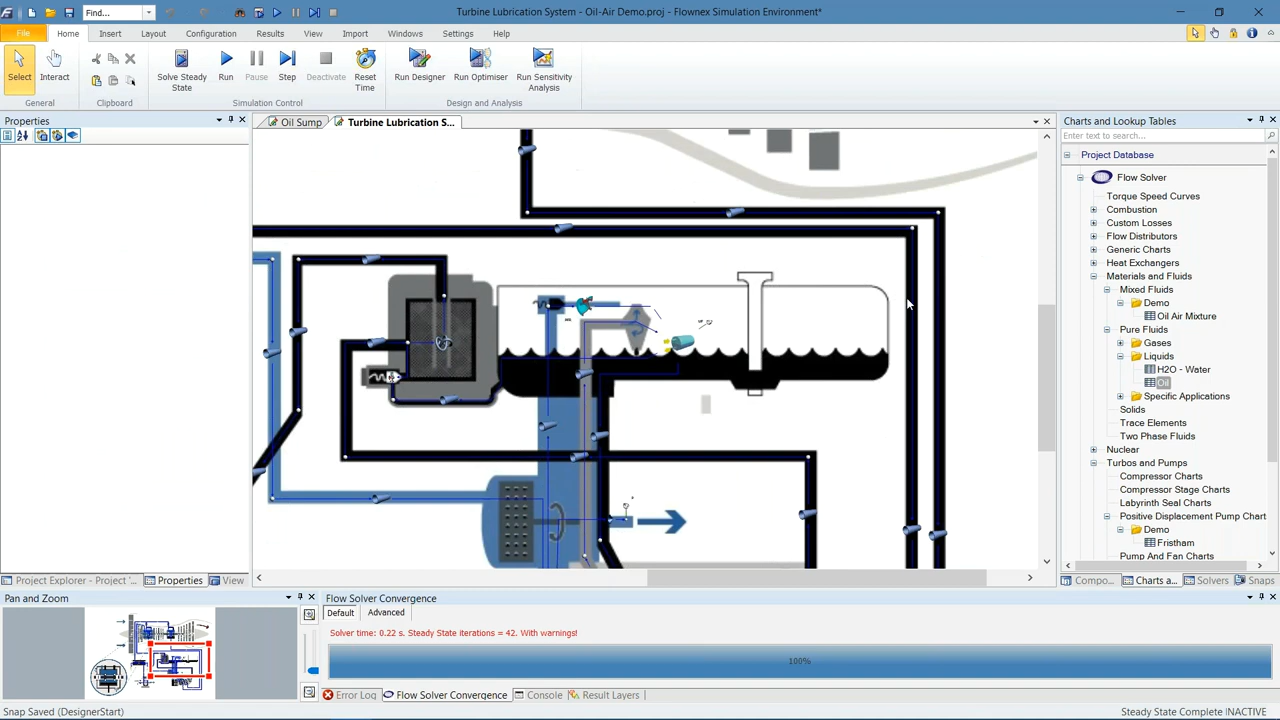 Find...
Turbine Lubrication System - Oil-Air Demo.proj - Flownex Simulation Environment*
File Home Insert Layout Configuration Results View Import Windows Settings Help
Select Interact
Solve Steady State Run Pause Step Deactivate Reset Time
Run Designer Run Optimiser Run Sensitivity Analysis
General Clipboard Simulation Control Design and Analysis
Properties
Oil Sump Turbine Lubrication S...
Charts and Lookup Tables
Enter text to search...
Project Database
Flow Solver
Torque Speed Curves
Combustion
Custom Losses
Flow Distributors
Generic Charts
Heat Exchangers
Materials and Fluids
Mixed Fluids
Demo
Oil Air Mixture
Pure Fluids
Gases
Liquids
H2O - Water
Oil
Specific Applications
Solids
Trace Elements
Two Phase Fluids
Nuclear
Turbos and Pumps
Compressor Charts
Compressor Stage Charts
Labyrinth Seal Charts
Positive Displacement Pump Chart
Demo
Fristham
Pump And Fan Charts
Project Explorer - Project '... Properties View
Compo... Charts a... Solvers Snaps
Pan and Zoom
Flow Solver Convergence
Default Advanced
Solver time: 0.22 s. Steady State iterations = 42. With warnings!
100%
Error Log Flow Solver Convergence Console Result Layers
Snap Saved (DesignerStart)
Steady State Complete !NACTIVE